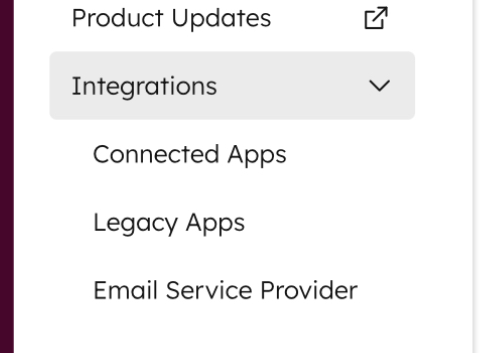 Product Updates
Integrations
Connected Apps
Legacy Apps
Email Service Provider